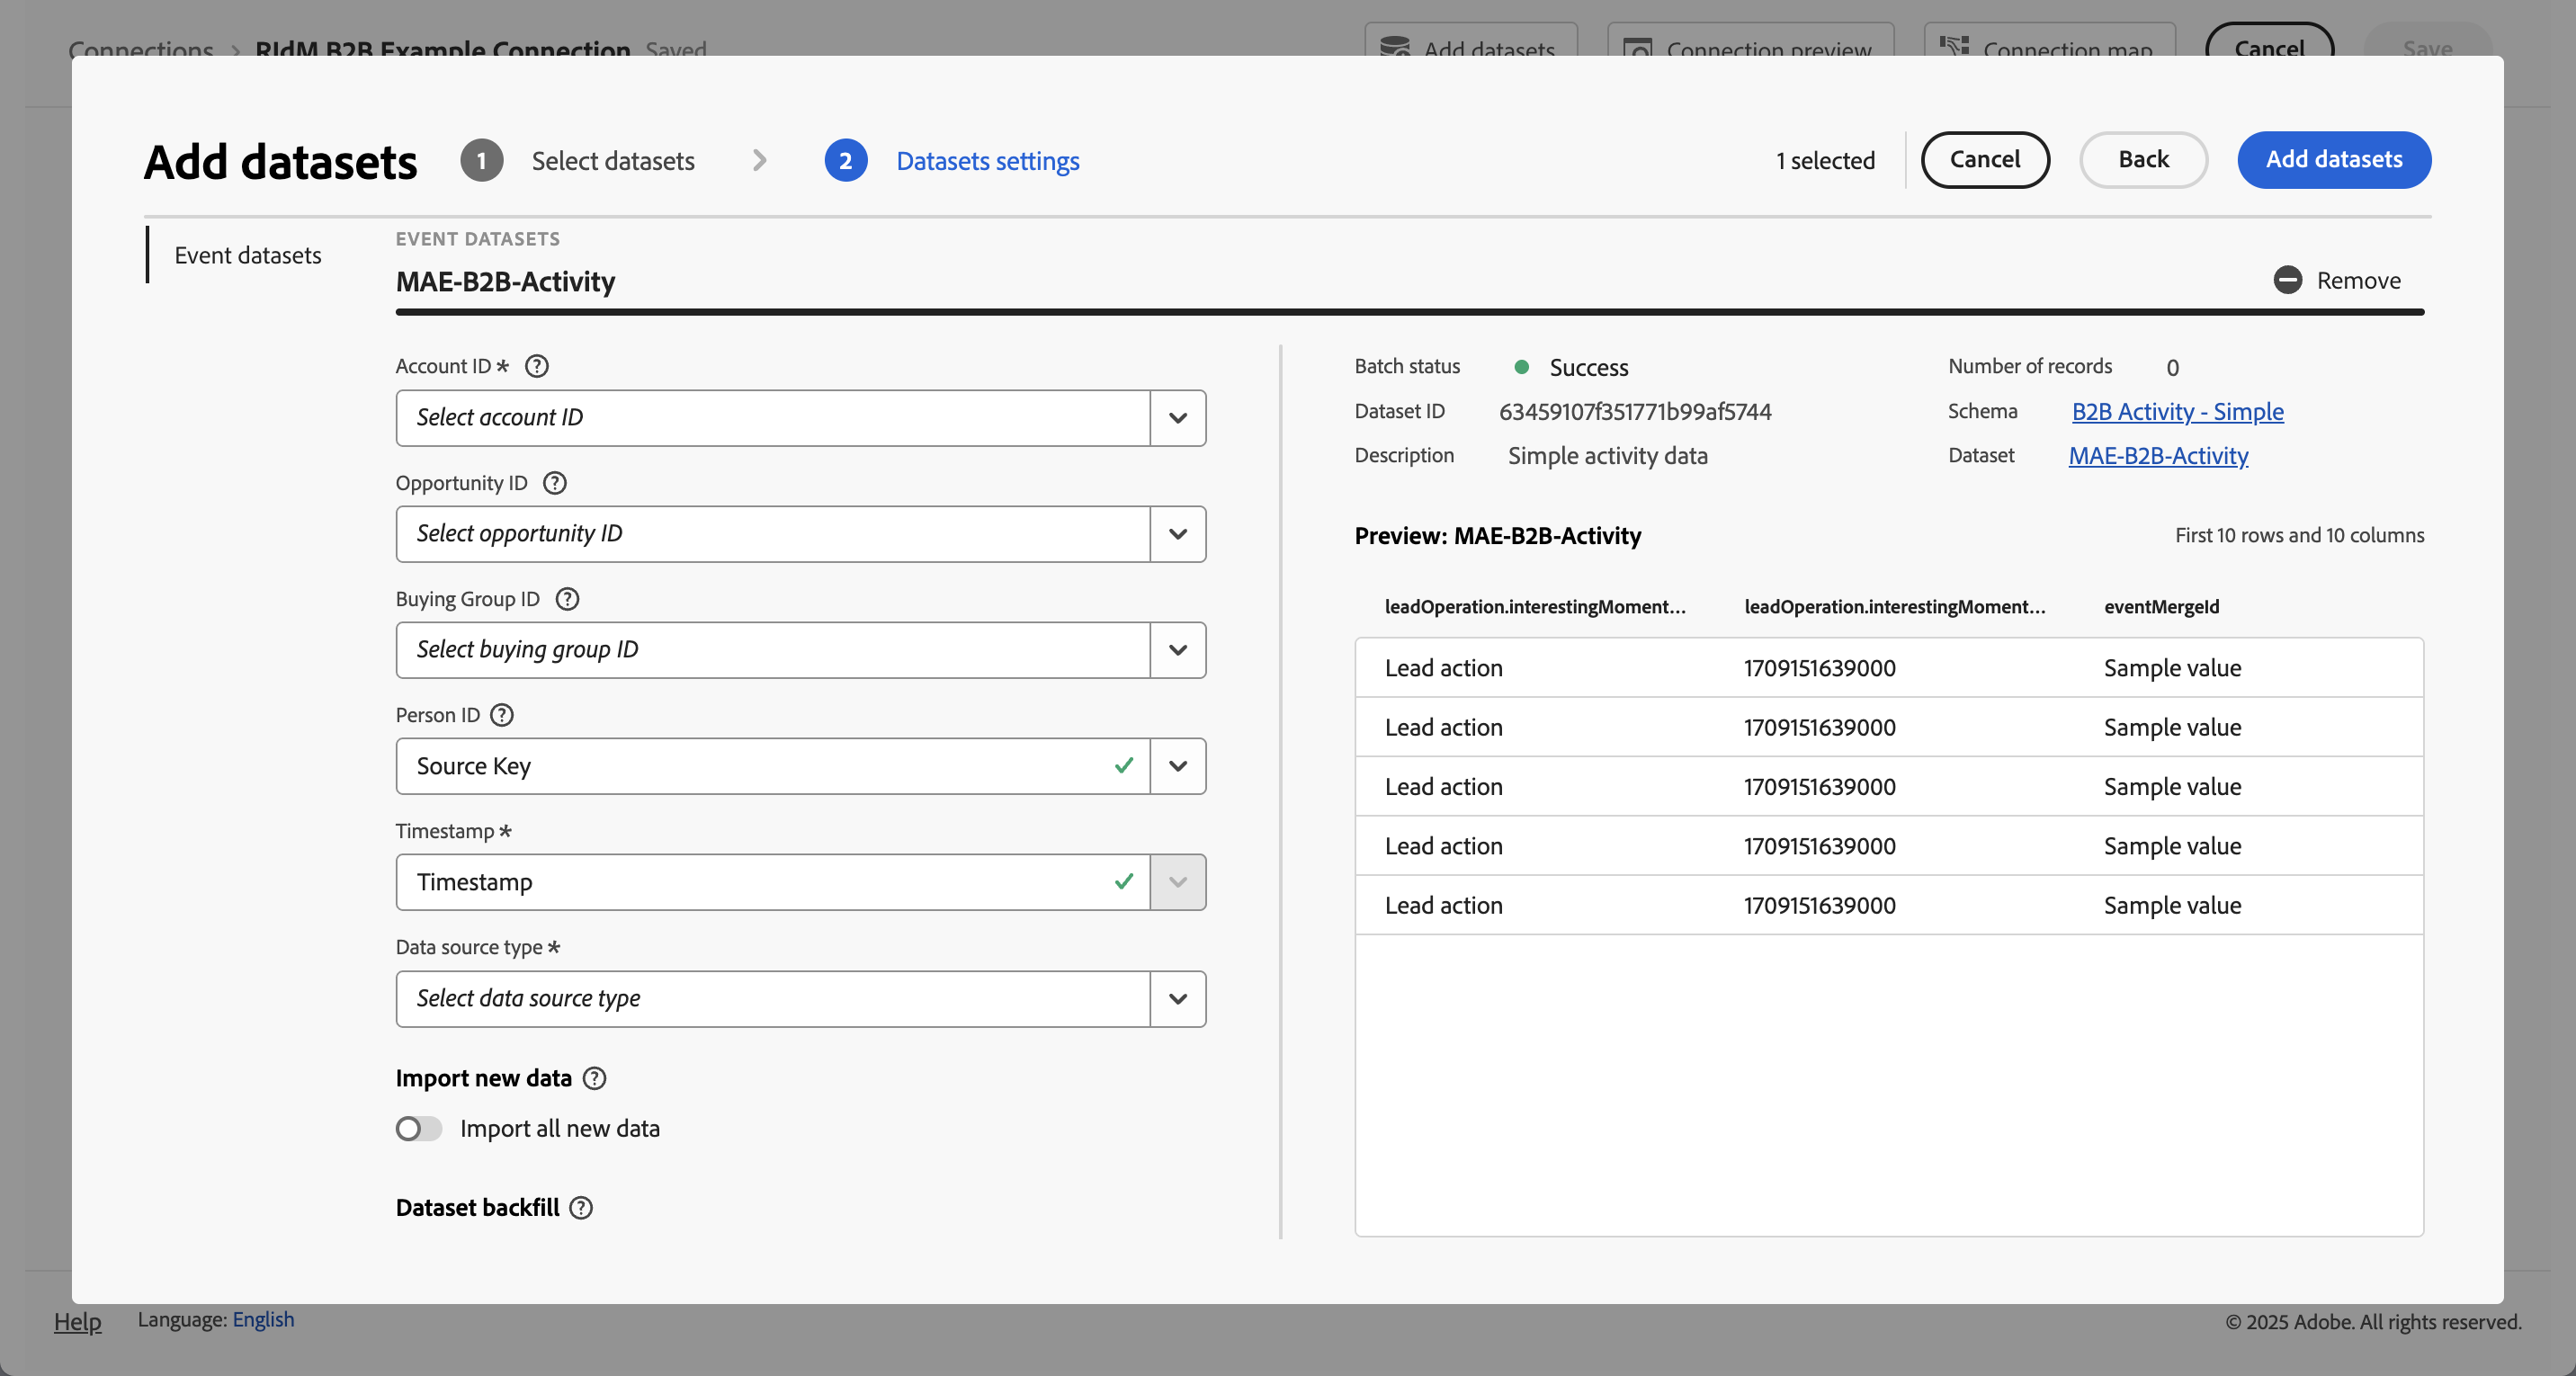 Connections > RIdM B2B Example Connection Saved
Add datasets Connection preview Connection map Cancel Save
Add datasets 1 Select datasets > 2 Datasets settings 1 selected Cancel Back Add datasets
Event datasets
EVENT DATASETS
MAE-B2B-Activity
Remove
Account ID * ?
Select account ID
Opportunity ID ?
Select opportunity ID
Buying Group ID ?
Select buying group ID
Person ID ?
Source Key
Timestamp *
Timestamp
Data source type *
Select data source type
Import new data ?
Import all new data
Dataset backfill ?
Batch status Success
Number of records 0
Dataset ID 63459107f351771b99af5744
Schema B2B Activity - Simple
Description Simple activity data
Dataset MAE-B2B-Activity
Preview: MAE-B2B-Activity First 10 rows and 10 columns
leadOperation.interestingMoment... leadOperation.interestingMoment... eventMergeId
Lead action 1709151639000 Sample value
Lead action 1709151639000 Sample value
Lead action 1709151639000 Sample value
Lead action 1709151639000 Sample value
Lead action 1709151639000 Sample value
Help Language: English © 2025 Adobe. All rights reserved.